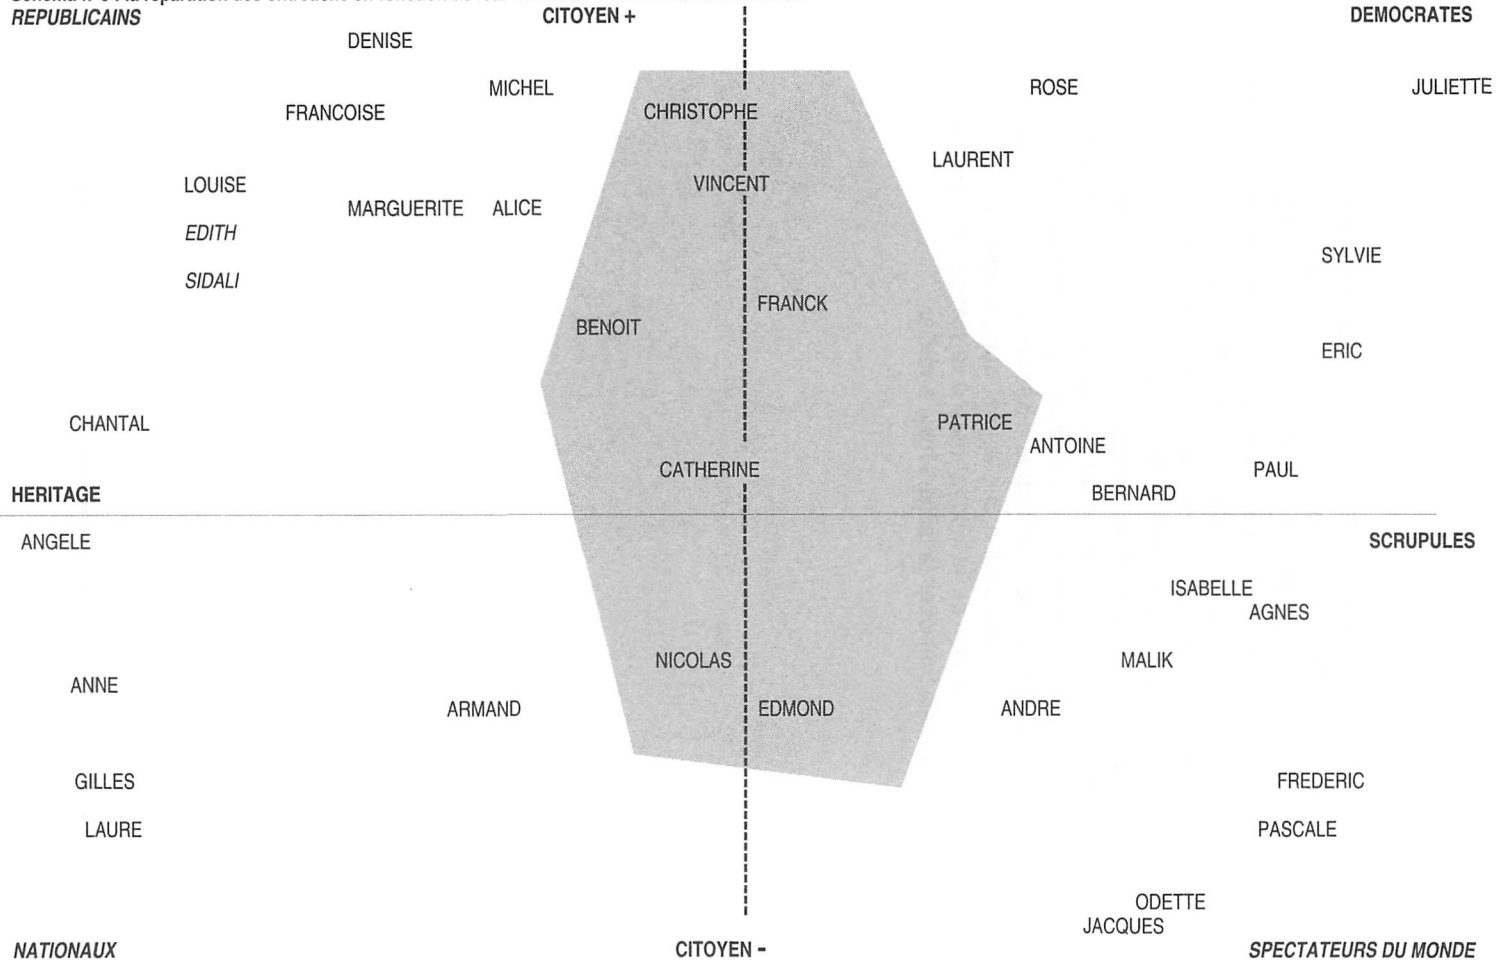 REPUBLICAINS CITOYEN + DEMOCRATES
DENISE
MICHEL ROSE JULIETTE
FRANCOISE CHRISTOPHE
LAURENT
LOUISE VINCENT
MARGUERITE ALICE
EDITH
SYLVIE
SIDALI
FRANCK
BENOIT
ERIC
CHANTAL PATRICE
ANTOINE
CATHERINE PAUL
HERITAGE BERNARD
ANGELE SCRUPULES
ISABELLE
AGNES
NICOLAS MALIK
ANNE
ARMAND EDMOND ANDRE
GILLES FREDERIC
LAURE PASCALE
ODETTE
JACQUES
NATIONAUX CITOYEN - SPECTATEURS DU MONDE